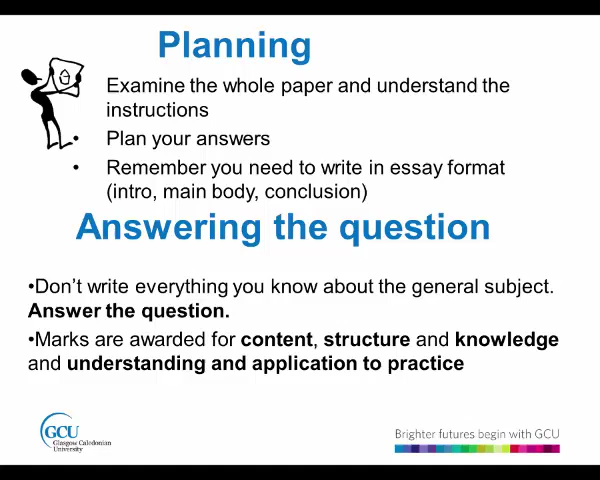 Planning
Examine the whole paper and understand the
instructions
• Plan your answers
• Remember you need to write in essay format
(intro, main body, conclusion)
Answering the question
•Don’t write everything you know about the general subject.
Answer the question.
•Marks are awarded for content, structure and knowledge
and understanding and application to practice
GCU
Glasgow Caledonian
University
Brighter futures begin with GCU